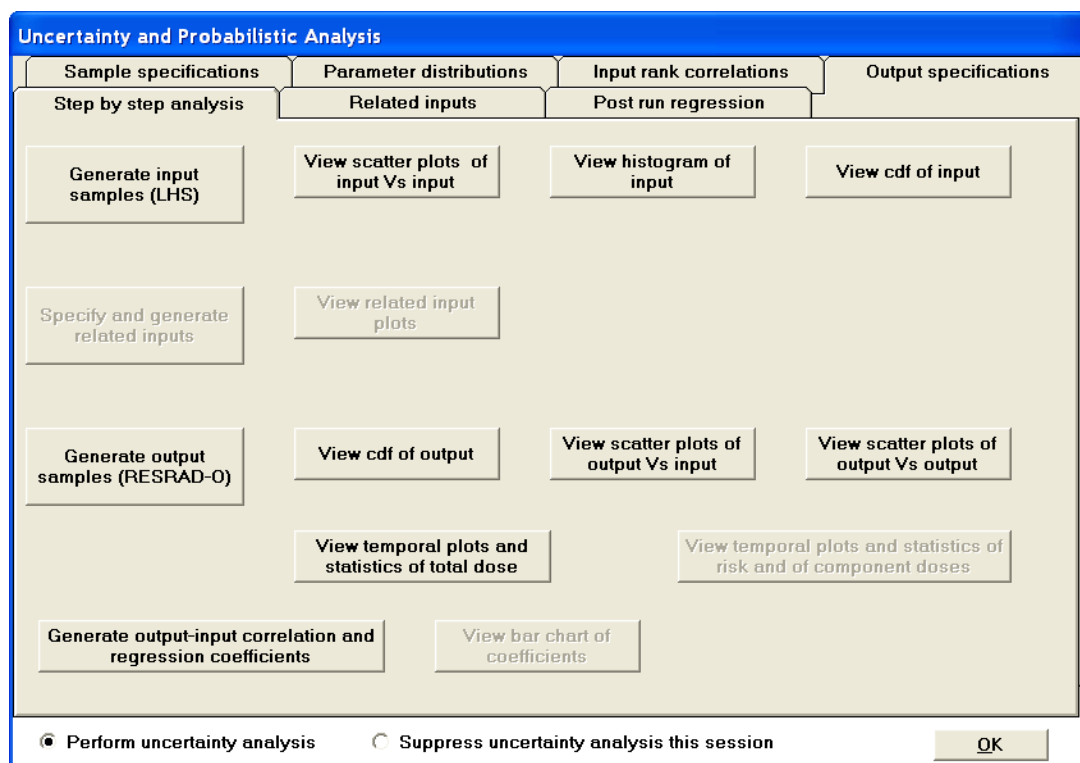 Uncertainty and Probabilistic Analysis
Sample specifications
Parameter distributions
Input rank correlations
Output specifications
Step by step analysis
Related inputs
Post run regression
Generate input
samples (LHS)
View scatter plots of
input Vs input
View histogram of
input
View cdf of input
Specify and generate
related inputs
View related input
plots
Generate output
samples (RESRAD-O)
View cdf of output
View scatter plots of
output Vs input
View scatter plots of
output Vs output
View temporal plots and
statistics of total dose
View temporal plots and statistics of
risk and of component doses
Generate output-input correlation and
regression coefficients
View bar chart of
coefficients
Perform uncertainty analysis
Suppress uncertainty analysis this session
OK